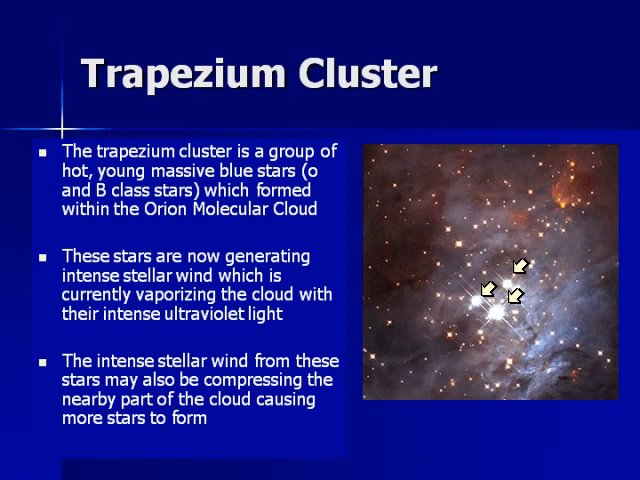 Trapezium Cluster
The trapezium cluster is a group of
hot, young massive blue stars (o
and B class stars) which formed
within the Orion Molecular Cloud
These stars are now generating
intense stellar wind which is
currently vaporizing the cloud with
their intense ultraviolet light
The intense stellar wind from these
stars may also be compressing the
nearby part of the cloud causing
more stars to form